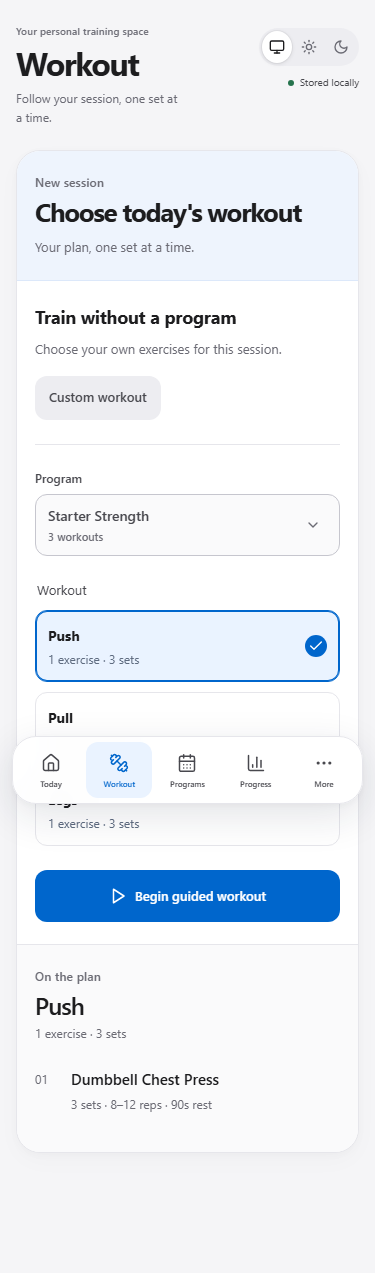 Your personal training space
Workout
Follow your session, one set at
a time.
Stored locally
New session
Choose today's workout
Your plan, one set at a time.
Train without a program
Choose your own exercises for this session.
Custom workout
Program
Starter Strength
3 workouts
Workout
Push
1 exercise · 3 sets
Pull
Today
Workout
Programs
Progress
More
1 exercise · 3 sets
Begin guided workout
On the plan
Push
1 exercise · 3 sets
01
Dumbbell Chest Press
3 sets · 8–12 reps · 90s rest